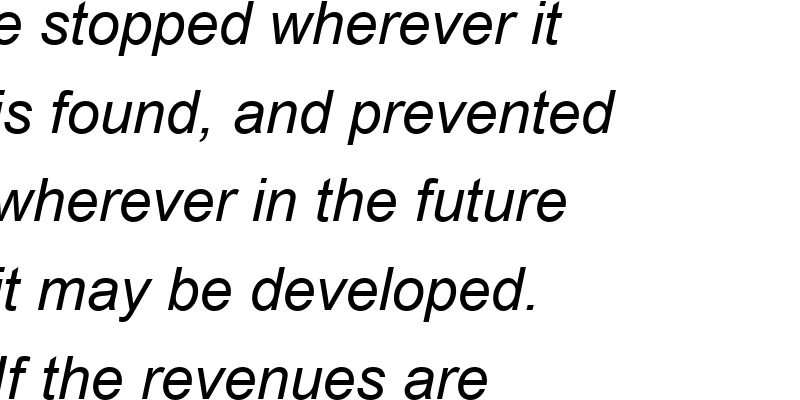 e stopped wherever it
is found, and prevented
wherever in the future
it may be developed.
If the revenues are